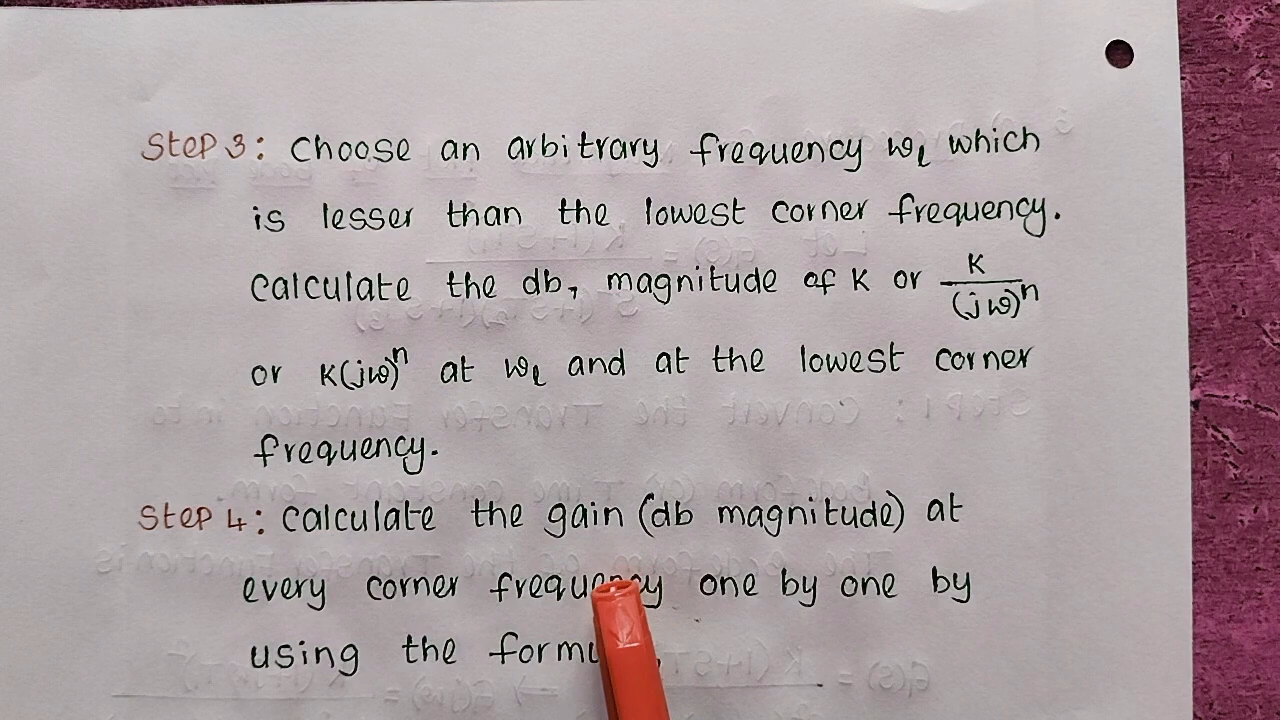 Step 3: Choose an arbitrary frequency ωl which
is lesser than the lowest corner frequency.
Calculate the db, magnitude of K or K/(jω)^n
or K(jω)^n at ωl and at the lowest corner
frequency.
Step 4: Calculate the gain (db magnitude) at
every corner frequency one by one by
using the